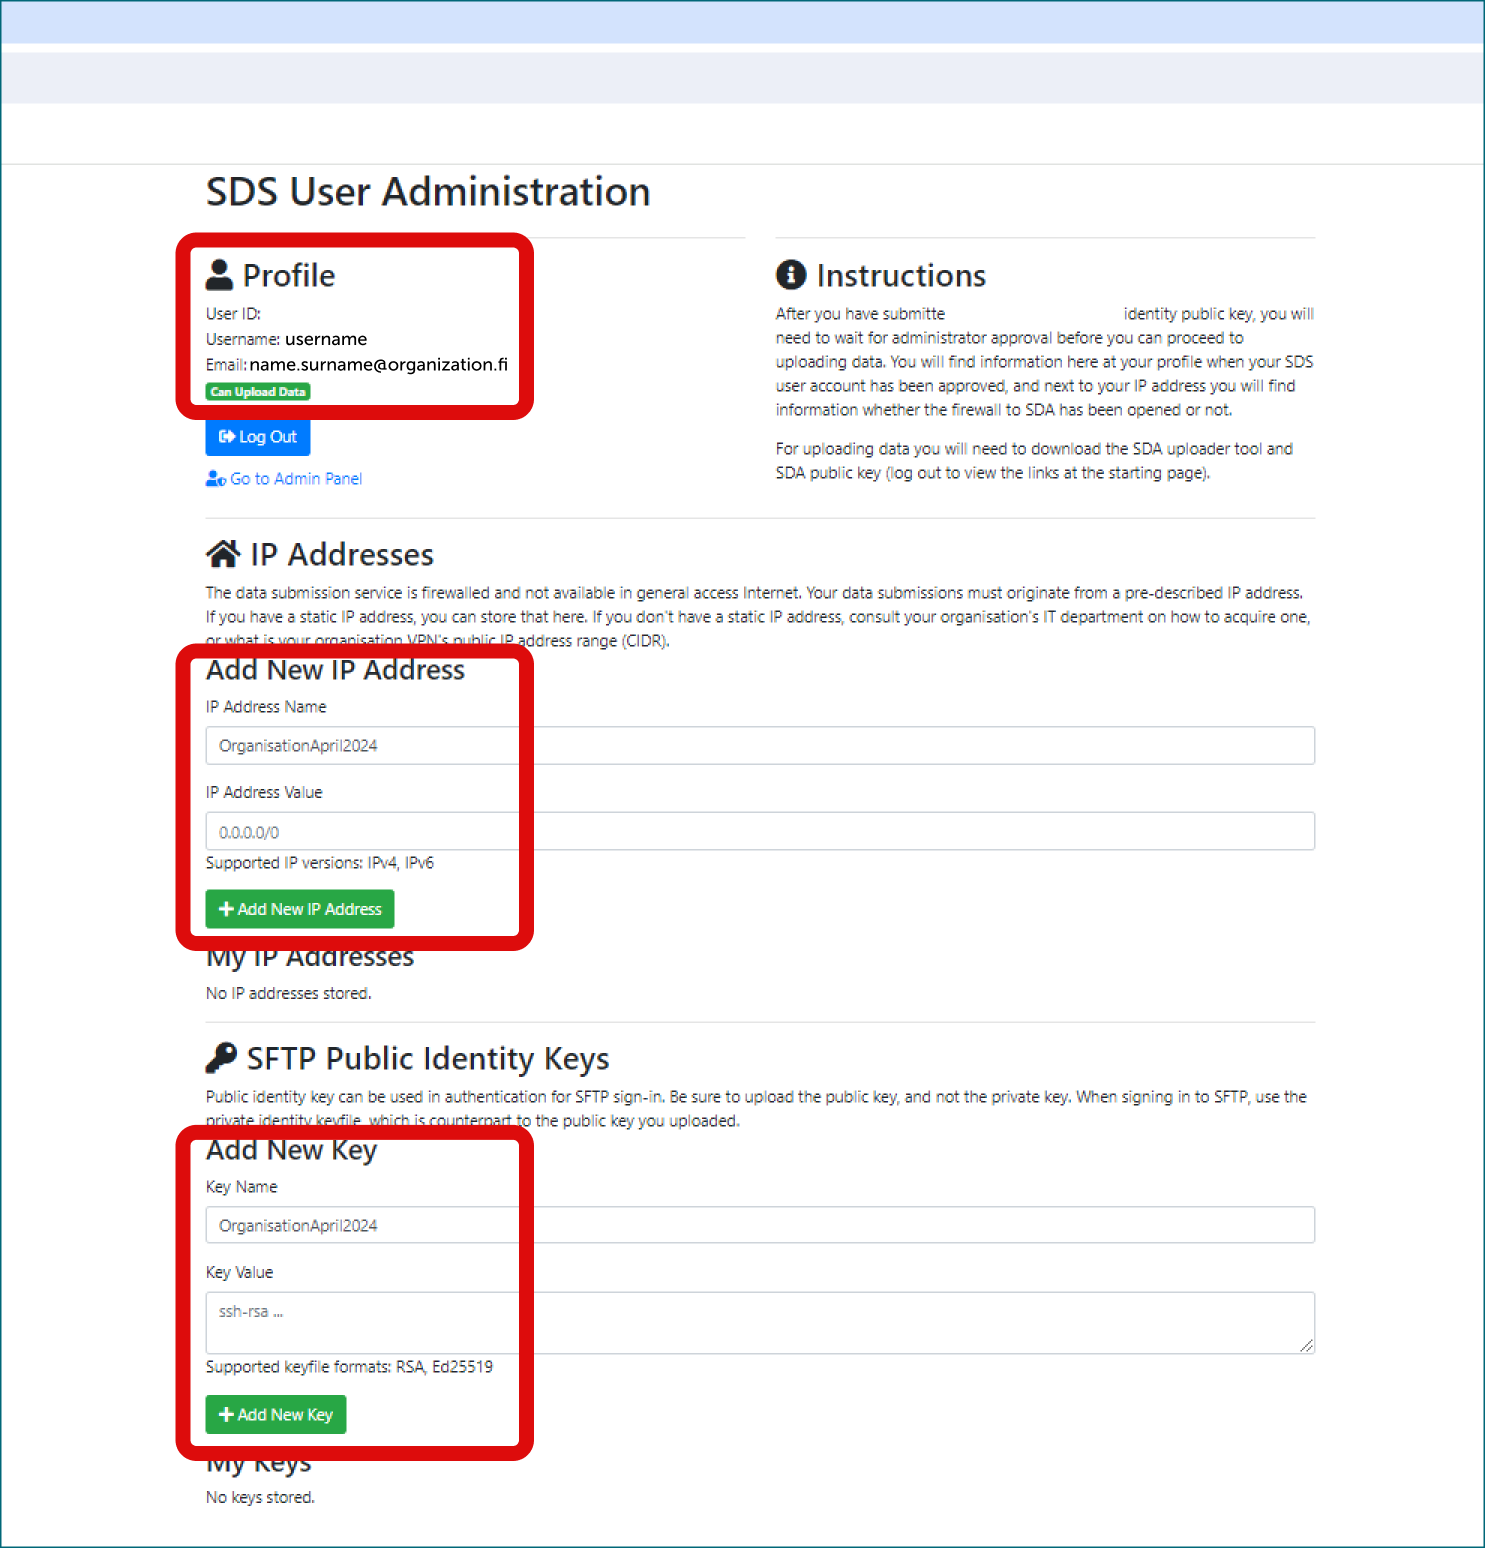 SDS User Administration
Profile
User ID:
Username: username
Email: name.surname@organization.fi
Can Upload Data
Log Out
Go to Admin Panel
Instructions
After you have submitte identity public key, you will
need to wait for administrator approval before you can proceed to
uploading data. You will find information here at your profile when your SDS
user account has been approved, and next to your IP address you will find
information whether the firewall to SDA has been opened or not.
For uploading data you will need to download the SDA uploader tool and
SDA public key (log out to view the links at the starting page).
IP Addresses
The data submission service is firewalled and not available in general access Internet. Your data submissions must originate from a pre-described IP address.
If you have a static IP address, you can store that here. If you don't have a static IP address, consult your organisation's IT department on how to acquire one,
or what is your organisation VPN's public IP address range (CIDR).
Add New IP Address
IP Address Name
OrganisationApril2024
IP Address Value
0.0.0.0/0
Supported IP versions: IPv4, IPv6
Add New IP Address
My IP Addresses
No IP addresses stored.
SFTP Public Identity Keys
Public identity key can be used in authentication for SFTP sign-in. Be sure to upload the public key, and not the private key. When signing in to SFTP, use the
private identity keyfile, which is counterpart to the public key you uploaded.
Add New Key
Key Name
OrganisationApril2024
Key Value
ssh-rsa ...
Supported keyfile formats: RSA, Ed25519
Add New Key
My Keys
No keys stored.